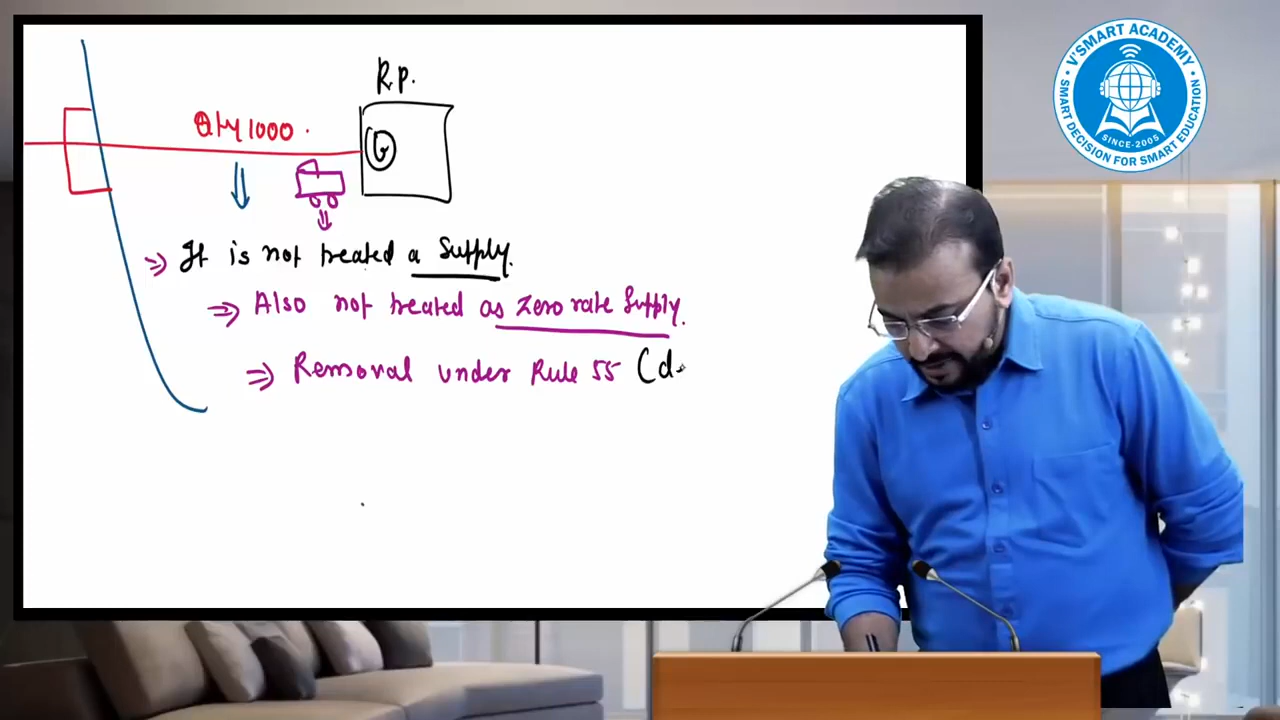 R.P.
Qty 1000
G
⇒ It is not treated a Supply.
⇒ Also not treated as Zero rate Supply.
⇒ Removal under Rule 55 (d
V'SMART ACADEMY
SINCE-2005
SMART DECISION FOR SMART EDUCATION